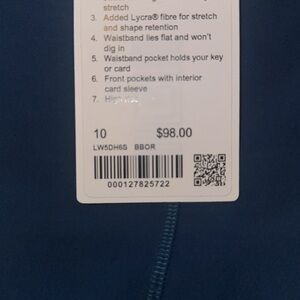 stretch
3. Added Lycra® fibre for stretch
and shape retention
4. Waistband lies flat and won't
dig in
5. Waistband pocket holds your key
or card
6. Front pockets with interior
card sleeve
7. High
10 $98.00
LW5DH6S BBOR
000127825722